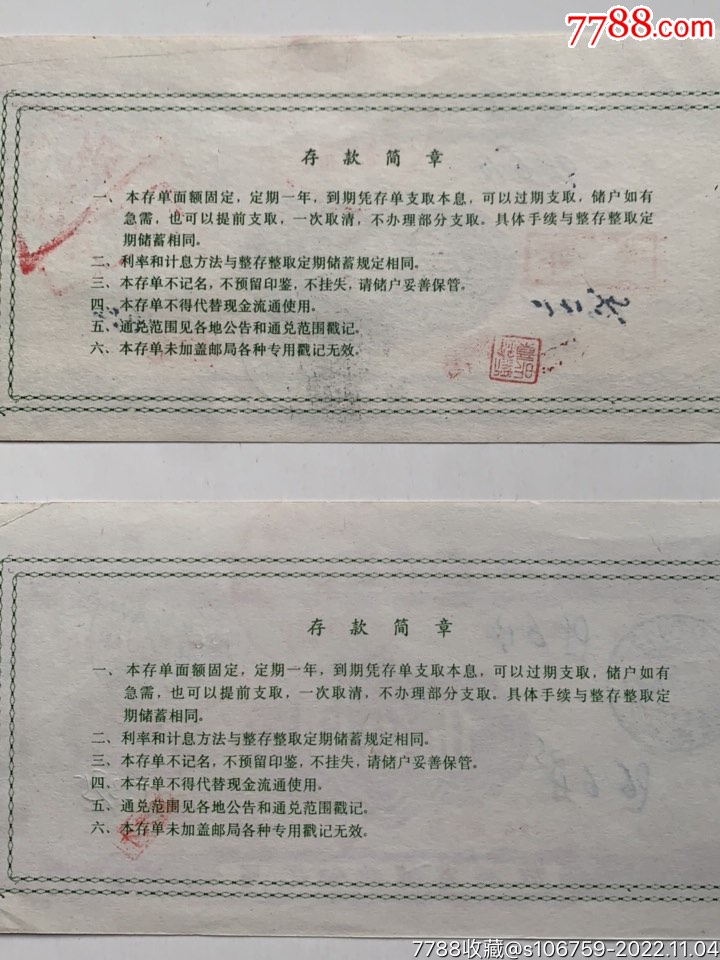 7788.com
存款简章
一、本存单面额固定，定期一年，到期凭存单支取本息，可以过期支取，储户如有
急需，也可以提前支取，一次取清，不办理部分支取。具体手续与整存整取定
期储蓄相同。
二、利率和计息方法与整存整取定期储蓄规定相同。
三、本存单不记名，不预留印鉴，不挂失，请储户妥善保管。
四、本存单不得代替现金流通使用。
五、通兑范围见各地公告和通兑范围戳记。
六、本存单未加盖邮局各种专用戳记无效。
存款简章
一、本存单面额固定，定期一年，到期凭存单支取本息，可以过期支取，储户如有
急需，也可以提前支取，一次取清，不办理部分支取。具体手续与整存整取定
期储蓄相同。
二、利率和计息方法与整存整取定期储蓄规定相同。
三、本存单不记名，不预留印鉴，不挂失，请储户妥善保管。
四、本存单不得代替现金流通使用。
五、通兑范围见各地公告和通兑范围戳记。
六、本存单未加盖邮局各种专用戳记无效。
7788收藏@s106759-2022.11.04